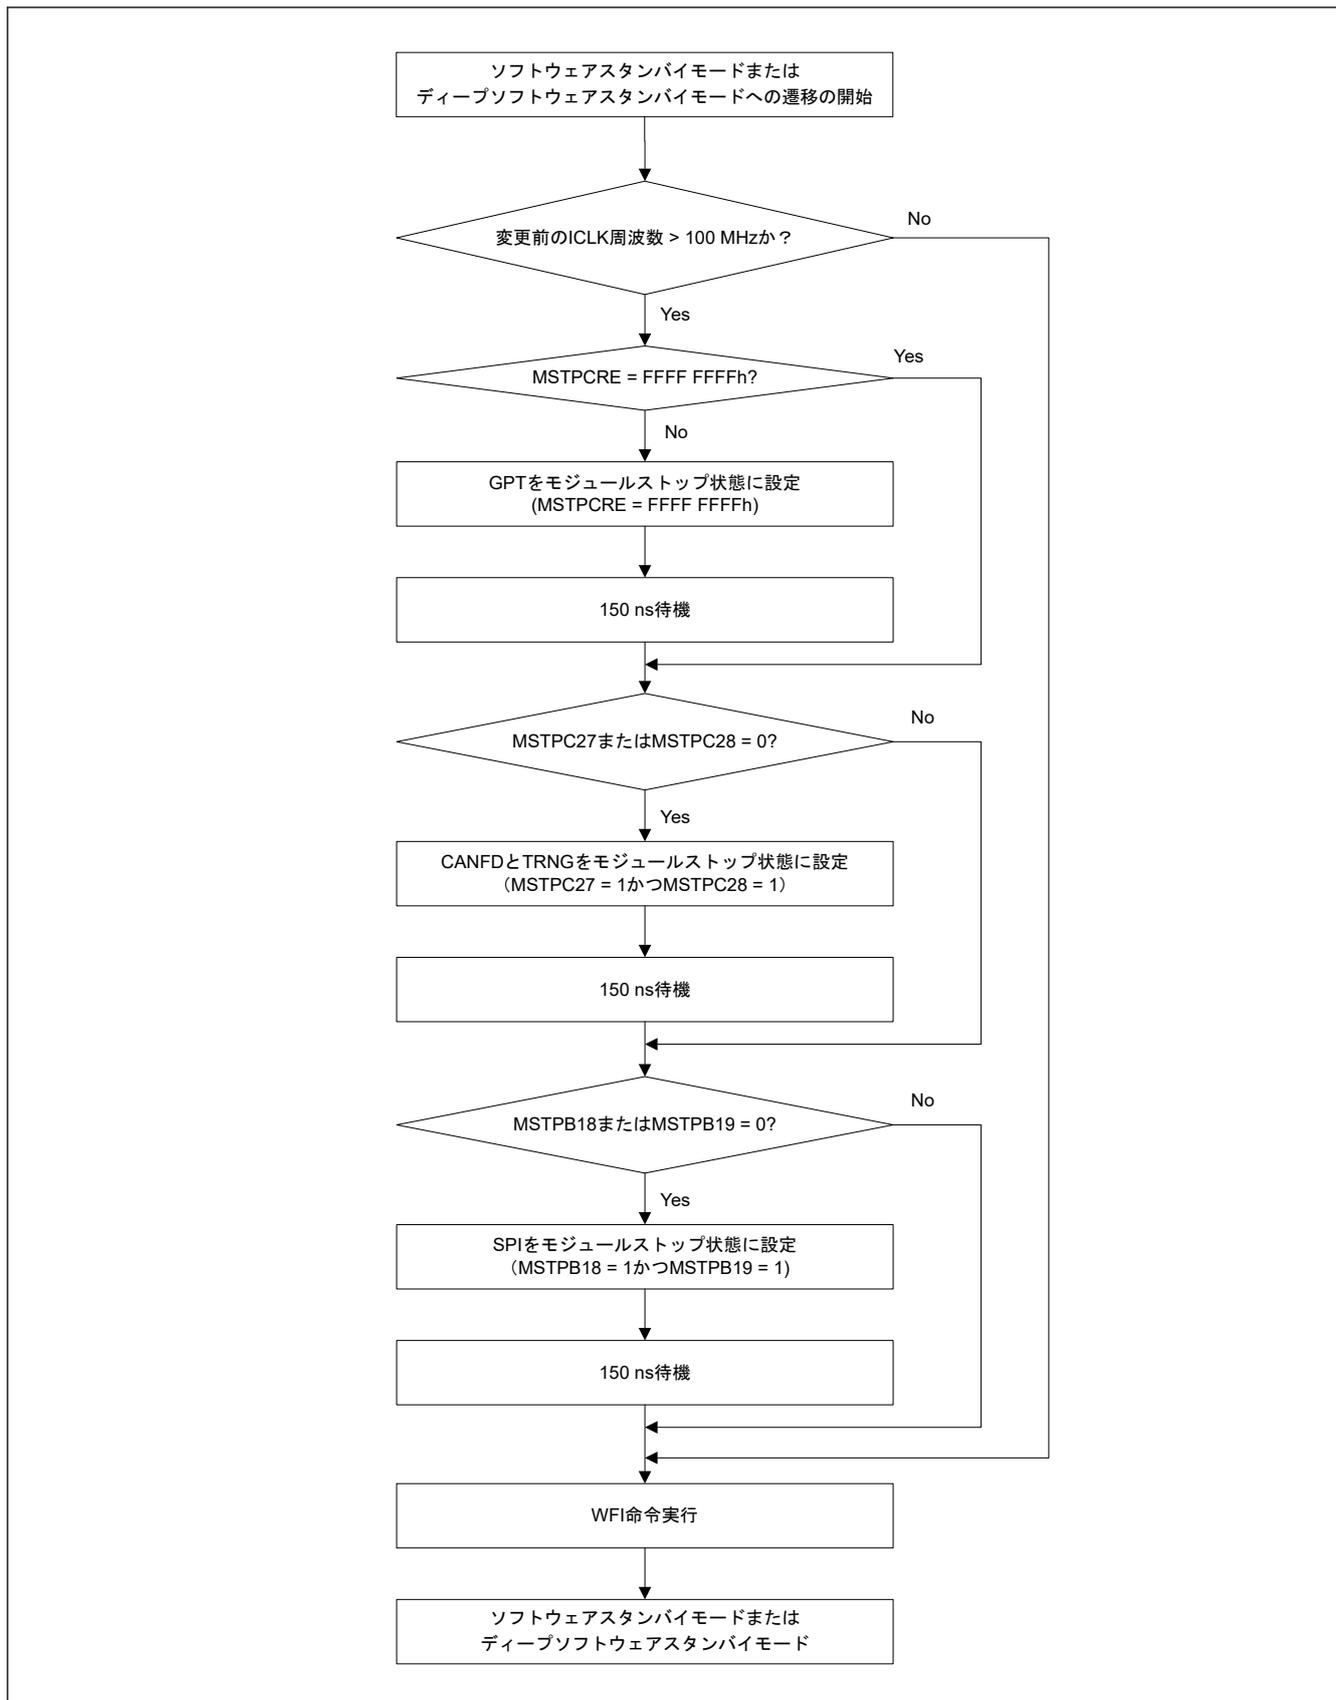 ソフトウェアスタンバイモードまたは
ディープソフトウェアスタンバイモードへの遷移の開始
変更前のICLK周波数 > 100 MHzか？
No
Yes
MSTPCRE = FFFF FFFFh?
Yes
No
GPTをモジュールストップ状態に設定
(MSTPCRE = FFFF FFFFh)
150 ns待機
MSTPC27またはMSTPC28 = 0?
No
Yes
CANFDとTRNGをモジュールストップ状態に設定
（MSTPC27 = 1かつMSTPC28 = 1）
150 ns待機
MSTPB18またはMSTPB19 = 0?
No
Yes
SPIをモジュールストップ状態に設定
（MSTPB18 = 1かつMSTPB19 = 1)
150 ns待機
WFI命令実行
ソフトウェアスタンバイモードまたは
ディープソフトウェアスタンバイモード